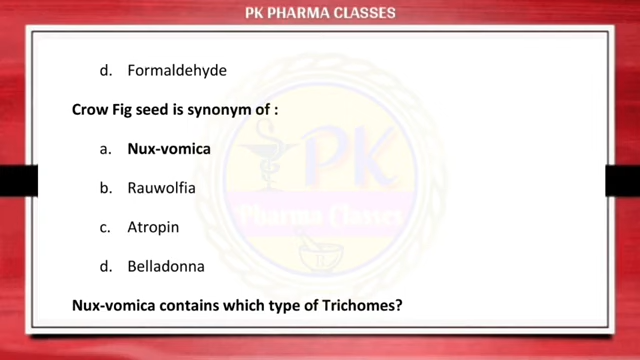 PK PHARMA CLASSES
d. Formaldehyde
Crow Fig seed is synonym of :
a. Nux-vomica
b. Rauwolfia
c. Atropin
d. Belladonna
Nux-vomica contains which type of Trichomes?
PK
Pharma Classes